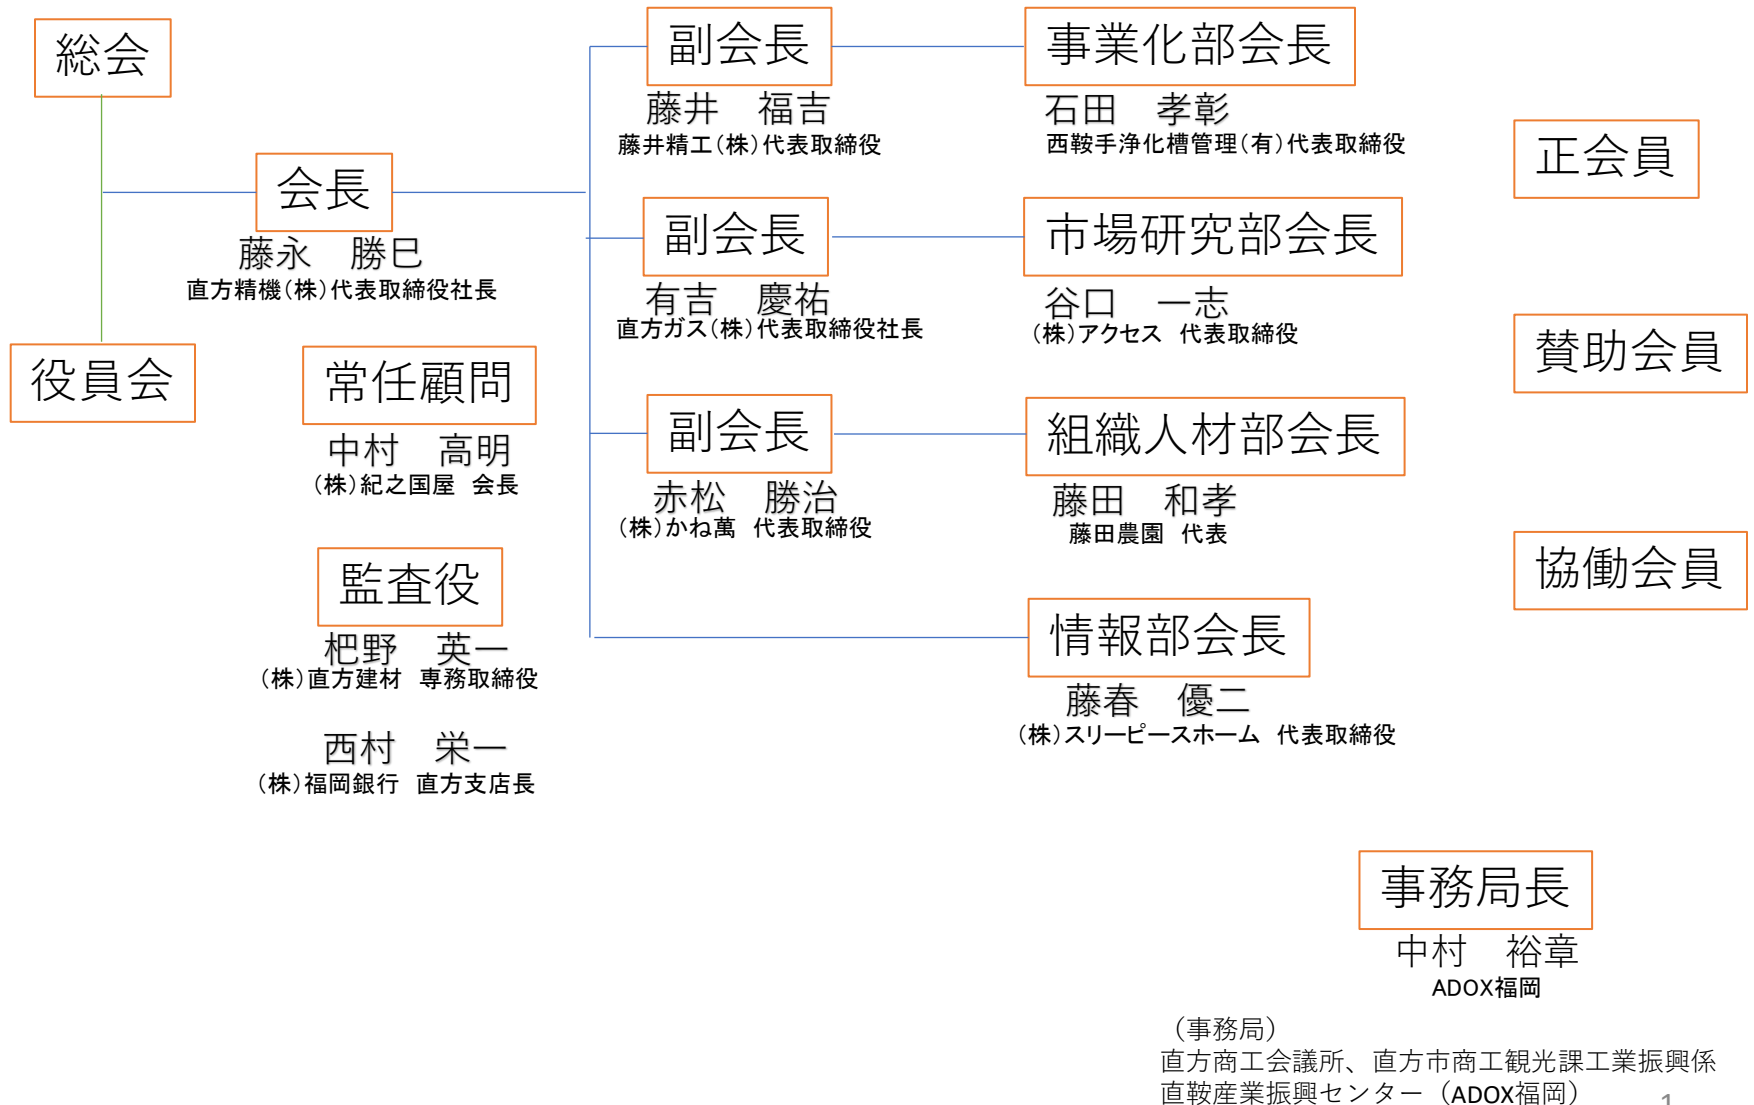 総会
役員会
会長
藤永　勝巳
直方精機（株）代表取締役社長
常任顧問
中村　高明
（株）紀之国屋　会長
監査役
杷野　英一
（株）直方建材　専務取締役
西村　栄一
（株）福岡銀行　直方支店長
副会長
藤井　福吉
藤井精工（株）代表取締役
副会長
有吉　慶祐
直方ガス（株）代表取締役社長
副会長
赤松　勝治
（株）かね萬　代表取締役
事業化部会長
石田　孝彰
西鞍手浄化槽管理（有）代表取締役
市場研究部会長
谷口　一志
（株）アクセス　代表取締役
組織人材部会長
藤田　和孝
藤田農園　代表
情報部会長
藤春　優二
（株）スリーピースホーム　代表取締役
正会員
賛助会員
協働会員
事務局長
中村　裕章
ADOX福岡
（事務局）
直方商工会議所、直方市商工観光課工業振興係
直鞍産業振興センター（ADOX福岡）
1